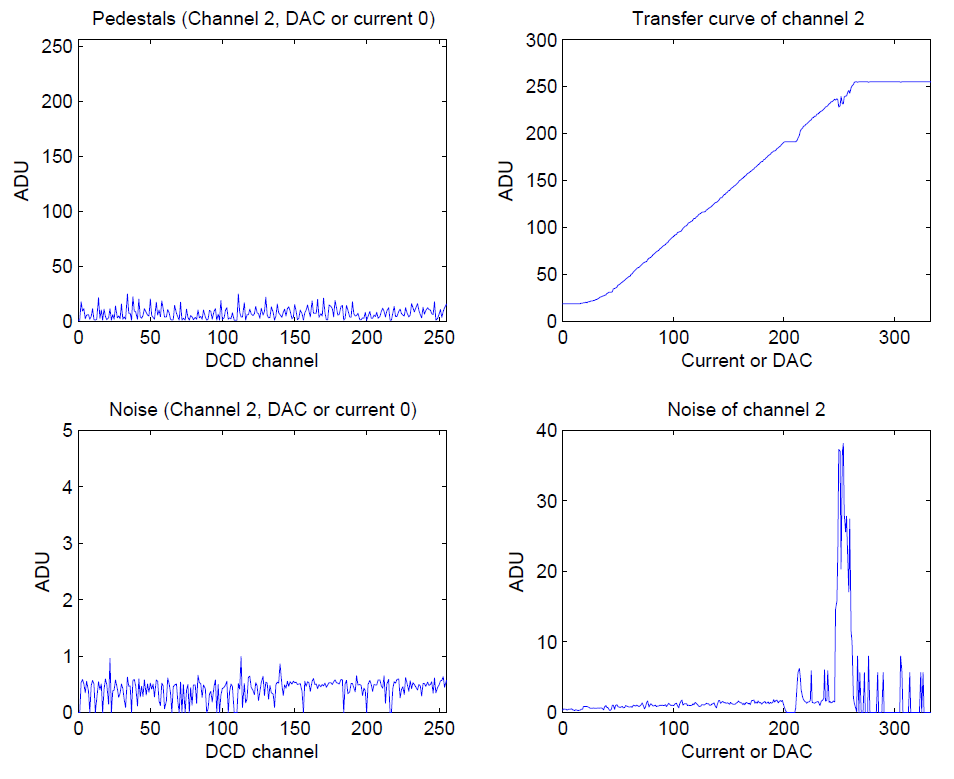 Pedestals (Channel 2, DAC or current 0)
250
200
150
100
50
0
ADU
0 50 100 150 200 250
DCD channel
Transfer curve of channel 2
300
250
200
150
100
50
0
ADU
0 100 200 300
Current or DAC
Noise (Channel 2, DAC or current 0)
5
4
3
2
1
0
ADU
0 50 100 150 200 250
DCD channel
Noise of channel 2
40
30
20
10
0
ADU
0 100 200 300
Current or DAC